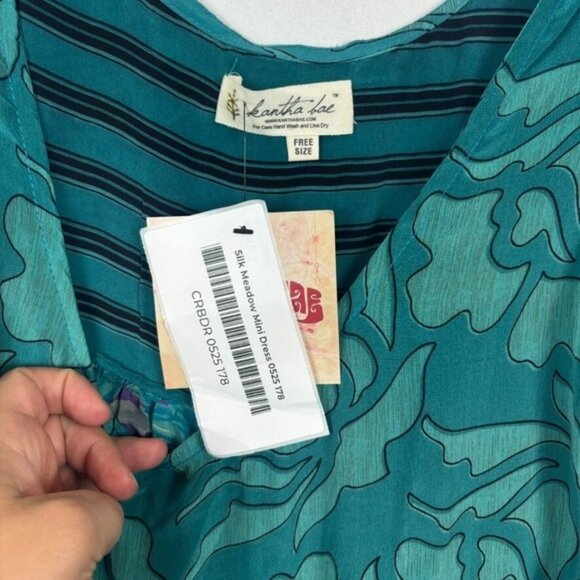 kantha bae™
WWW.KANTHABAE.COM
For Care Hand Wash and Line Dry
FREE
SIZE
Silk Meadow Mini Dress 0525 178
CRBDR 0525 178